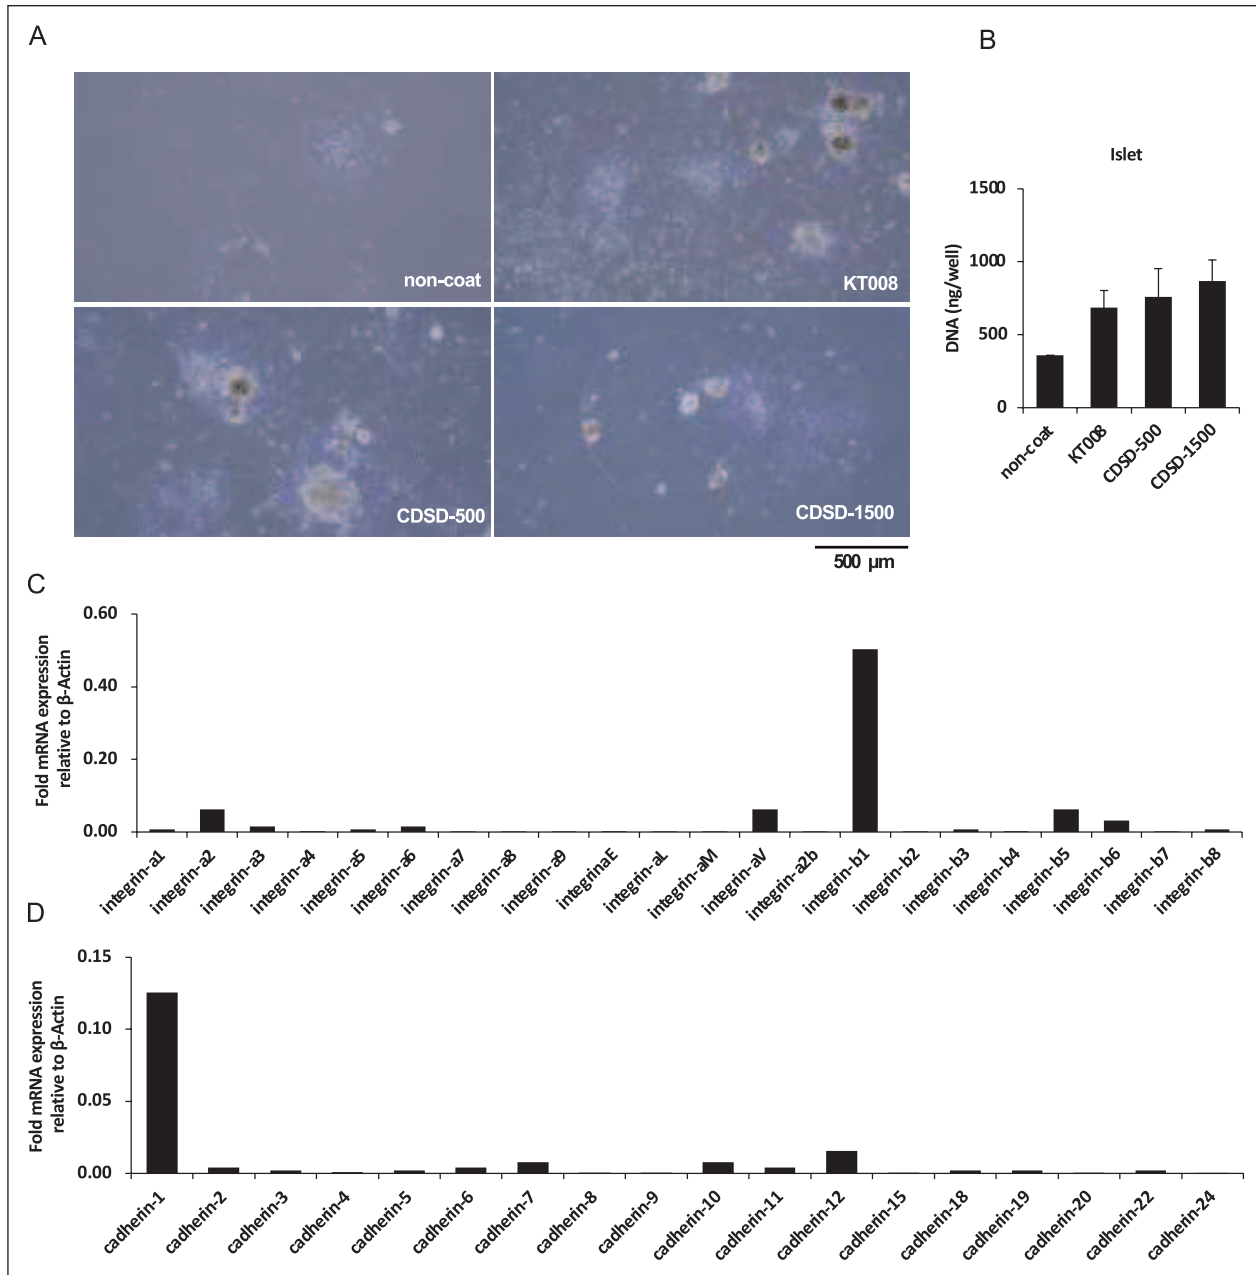 A
B
non-coat
KT008
CDSD-500
CDSD-1500
500 µm
Islet
DNA (ng/well)
1500
1000
500
0
non-coat
KT008
CDSD-500
CDSD-1500
C
Fold mRNA expression
relative to β-Actin
0.60
0.40
0.20
0.00
integrin-a1
integrin-a2
integrin-a3
integrin-a4
integrin-a5
integrin-a6
integrin-a7
integrin-a8
integrin-a9
integrinaE
integrin-aL
integrin-aM
integrin-aV
integrin-a2b
integrin-b1
integrin-b2
integrin-b3
integrin-b4
integrin-b5
integrin-b6
integrin-b7
integrin-b8
D
Fold mRNA expression
relative to β-Actin
0.15
0.10
0.05
0.00
cadherin-1
cadherin-2
cadherin-3
cadherin-4
cadherin-5
cadherin-6
cadherin-7
cadherin-8
cadherin-9
cadherin-10
cadherin-11
cadherin-12
cadherin-15
cadherin-18
cadherin-19
cadherin-20
cadherin-22
cadherin-24